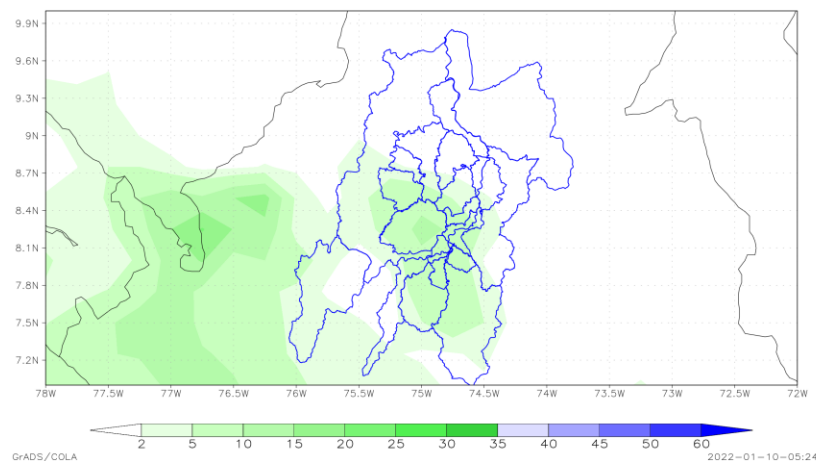 9.9N
9.6N
9.3N
9N
8.7N
8.4N
8.1N
7.8N
7.5N
7.2N
78W 77.5W 77W 76.5W 76W 75.5W 75W 74.5W 74W 73.5W 73W 72.5W 72W
2 5 10 15 20 25 30 35 40 45 50 60
GrADS/COLA 2022-01-10-05:24